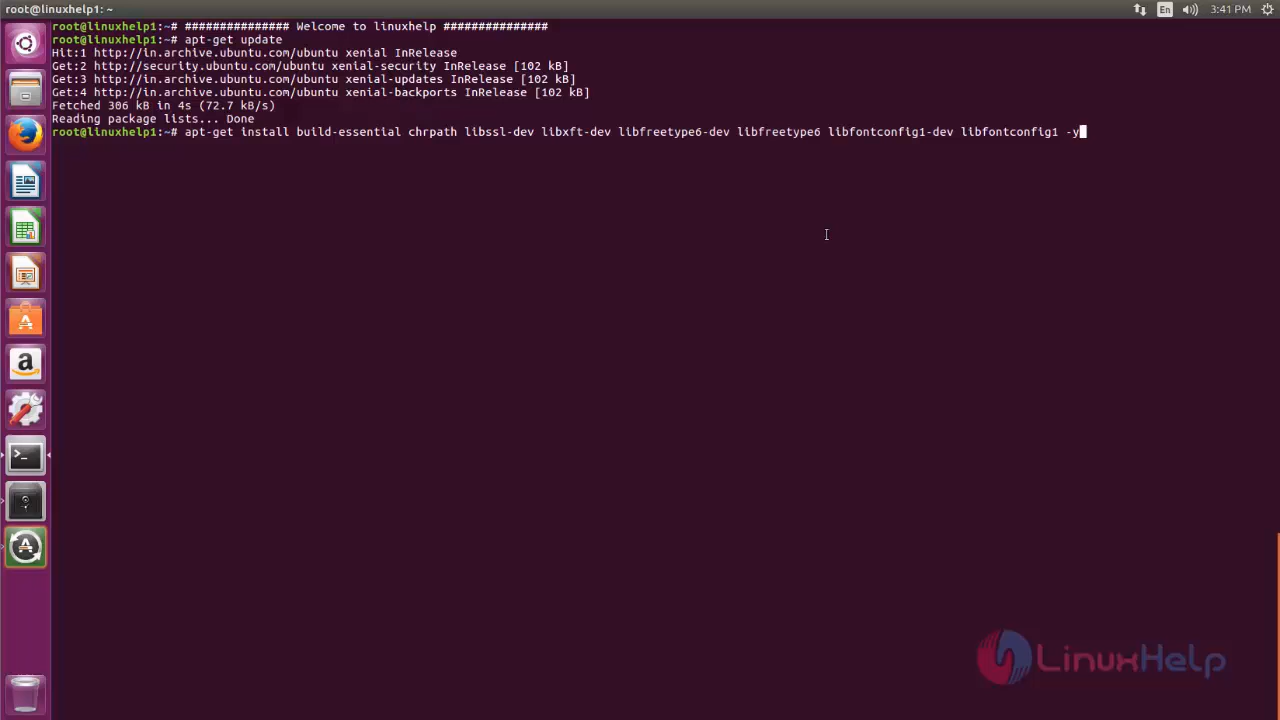 root@linuxhelp1: ~
En
3:41 PM
root@linuxhelp1:~# ############### Welcome to linuxhelp ###############
root@linuxhelp1:~# apt-get update
Hit:1 http://in.archive.ubuntu.com/ubuntu xenial InRelease
Get:2 http://security.ubuntu.com/ubuntu xenial-security InRelease [102 kB]
Get:3 http://in.archive.ubuntu.com/ubuntu xenial-updates InRelease [102 kB]
Get:4 http://in.archive.ubuntu.com/ubuntu xenial-backports InRelease [102 kB]
Fetched 306 kB in 4s (72.7 kB/s)
Reading package lists... Done
root@linuxhelp1:~# apt-get install build-essential chrpath libssl-dev libxft-dev libfreetype6-dev libfreetype6 libfontconfig1-dev libfontconfig1 -y
LinuxHelp